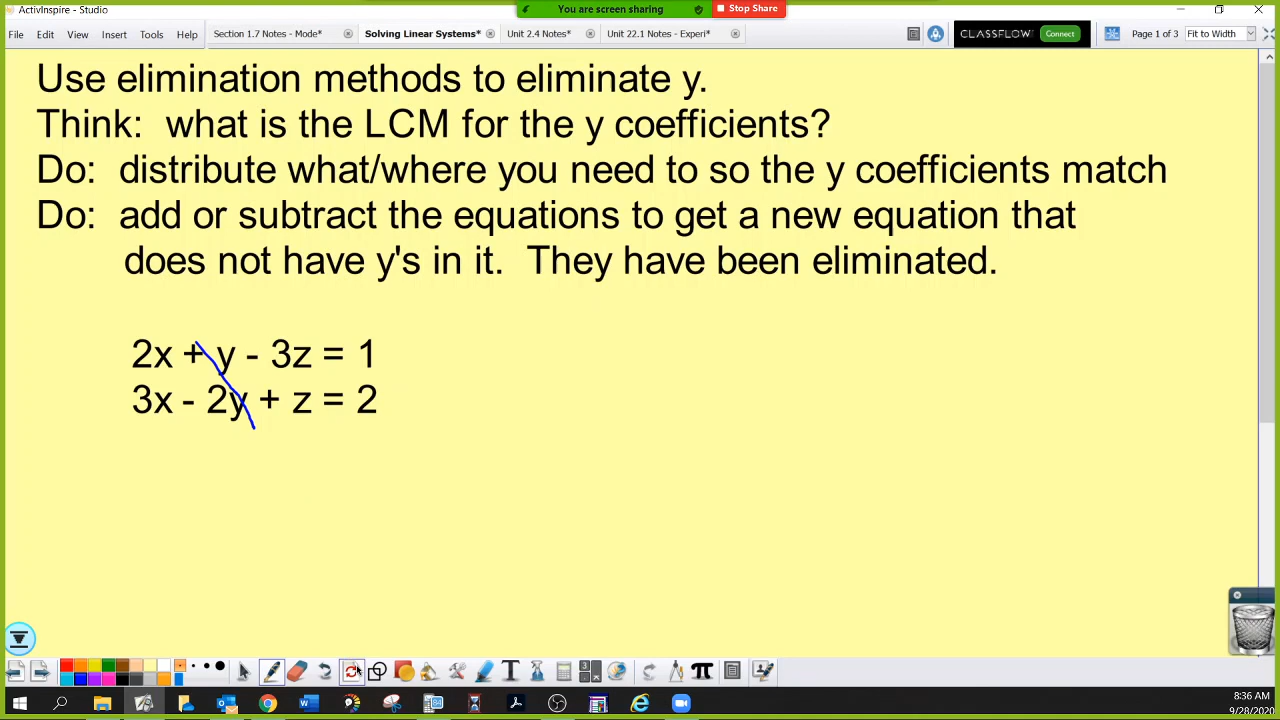 ActivInspire - Studio
You are screen sharing
Stop Share
File Edit View Insert Tools Help
Section 1.7 Notes - Mode*
Solving Linear Systems*
Unit 2.4 Notes*
Unit 22.1 Notes - Experi*
CLASSFLOW Connect
Page 1 of 3
Fit to Width
Use elimination methods to eliminate y.
Think: what is the LCM for the y coefficients?
Do: distribute what/where you need to so the y coefficients match
Do: add or subtract the equations to get a new equation that
does not have y's in it. They have been eliminated.
2x + y - 3z = 1
3x - 2y + z = 2
8:36 AM
9/28/2020